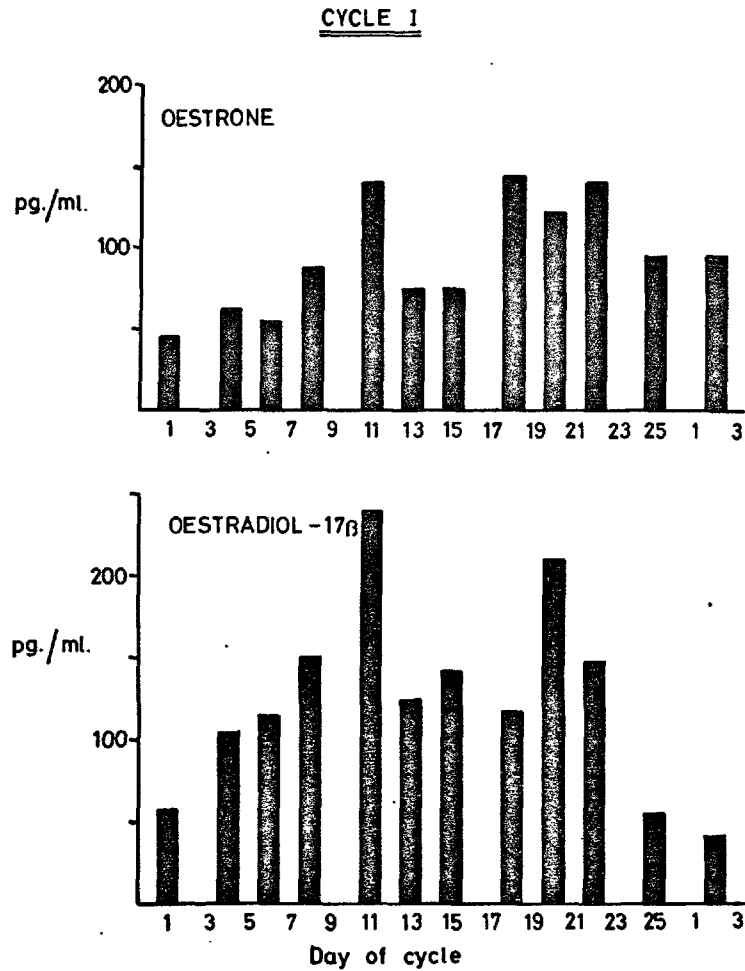 CYCLE I
200
OESTRONE
pg./ml.
100
1 3 5 7 9 11 13 15 17 19 21 23 25 1 3
OESTRADIOL -17β
200
pg./ml.
100
1 3 5 7 9 11 13 15 17 19 21 23 25 1 3
Day of cycle